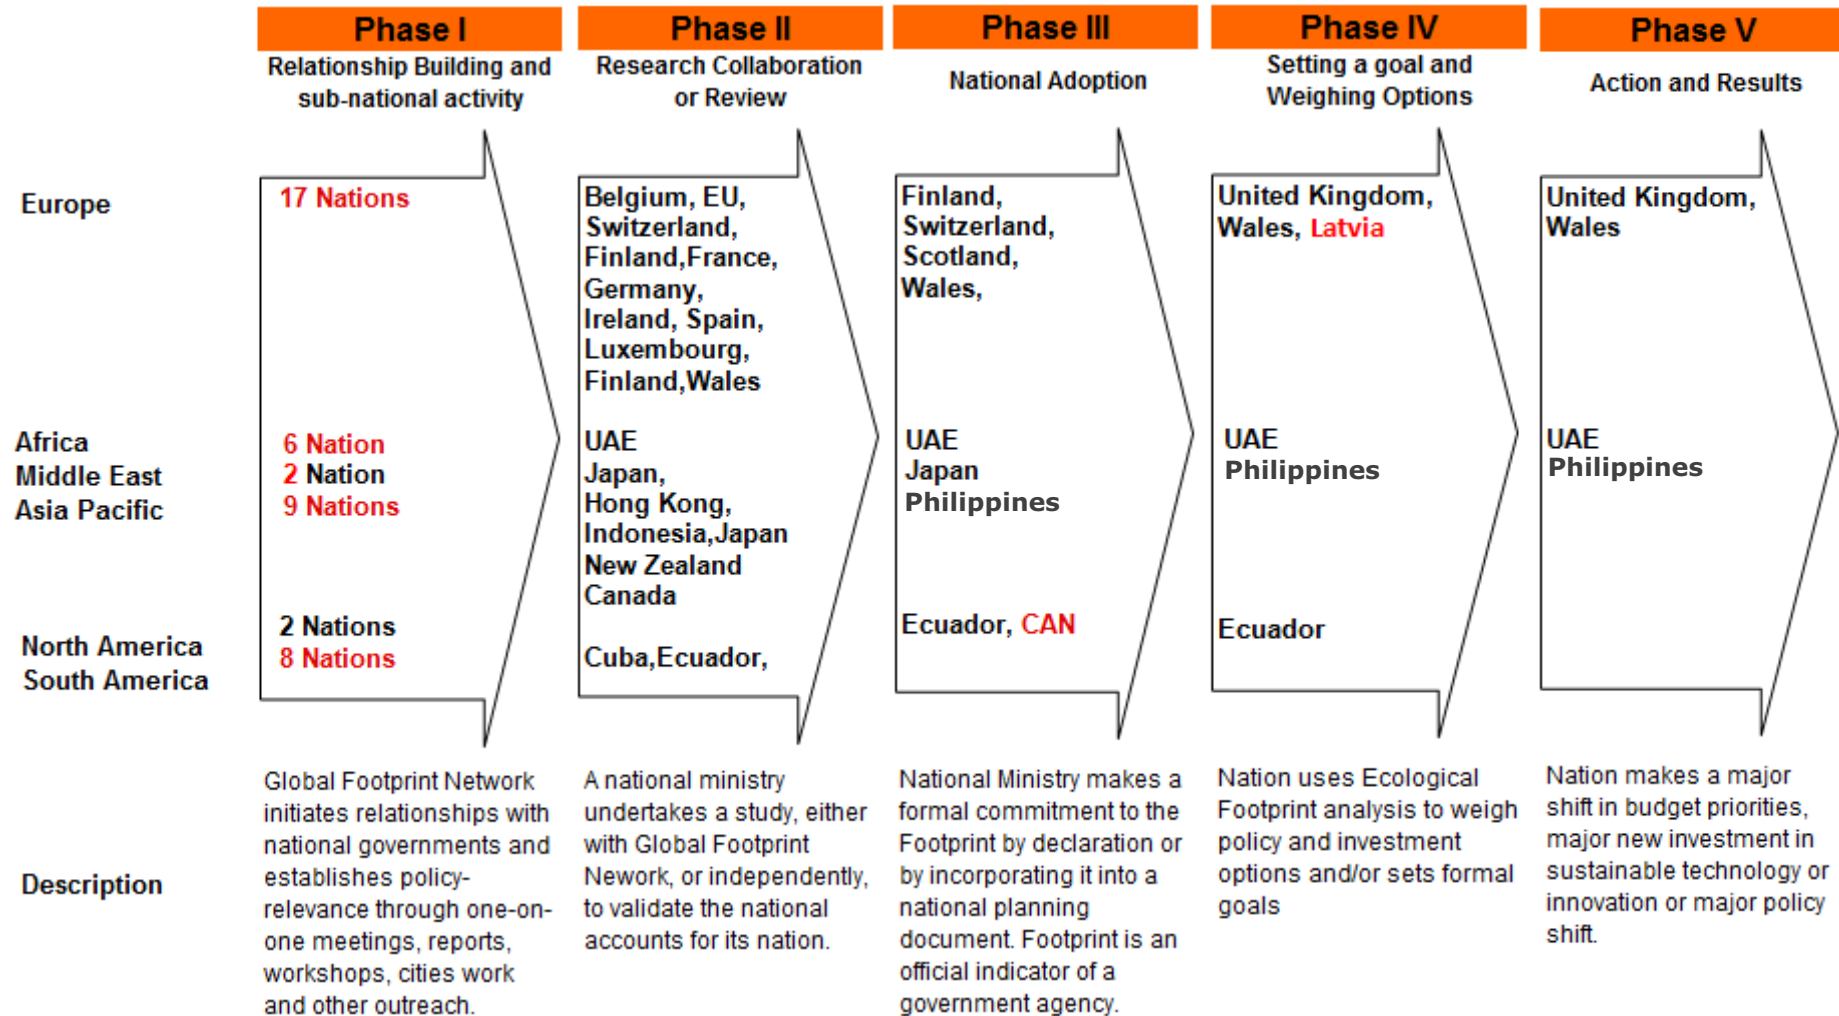 Phase I
Phase II
Phase III
Phase IV
Phase V
Relationship Building and
sub-national activity
Research Collaboration
or Review
National Adoption
Setting a goal and
Weighing Options
Action and Results
Europe
17 Nations
Belgium, EU,
Switzerland,
Finland,France,
Germany,
Ireland, Spain,
Luxembourg,
Finland,Wales
Finland,
Switzerland,
Scotland,
Wales,
United Kingdom,
Wales, Latvia
United Kingdom,
Wales
Africa
Middle East
Asia Pacific
6 Nation
2 Nation
9 Nations
UAE
Japan,
Hong Kong,
Indonesia,Japan
New Zealand
Canada
UAE
Japan
Philippines
UAE
Philippines
UAE
Philippines
North America
South America
2 Nations
8 Nations
Cuba,Ecuador,
Ecuador, CAN
Ecuador
Description
Global Footprint Network
initiates relationships with
national governments and
establishes policy-
relevance through one-on-
one meetings, reports,
workshops, cities work
and other outreach.
A national ministry
undertakes a study, either
with Global Footprint
Nework, or independently,
to validate the national
accounts for its nation.
National Ministry makes a
formal commitment to the
Footprint by declaration or
by incorporating it into a
national planning
document. Footprint is an
official indicator of a
government agency.
Nation uses Ecological
Footprint analysis to weigh
policy and investment
options and/or sets formal
goals
Nation makes a major
shift in budget priorities,
major new investment in
sustainable technology or
innovation or major policy
shift.